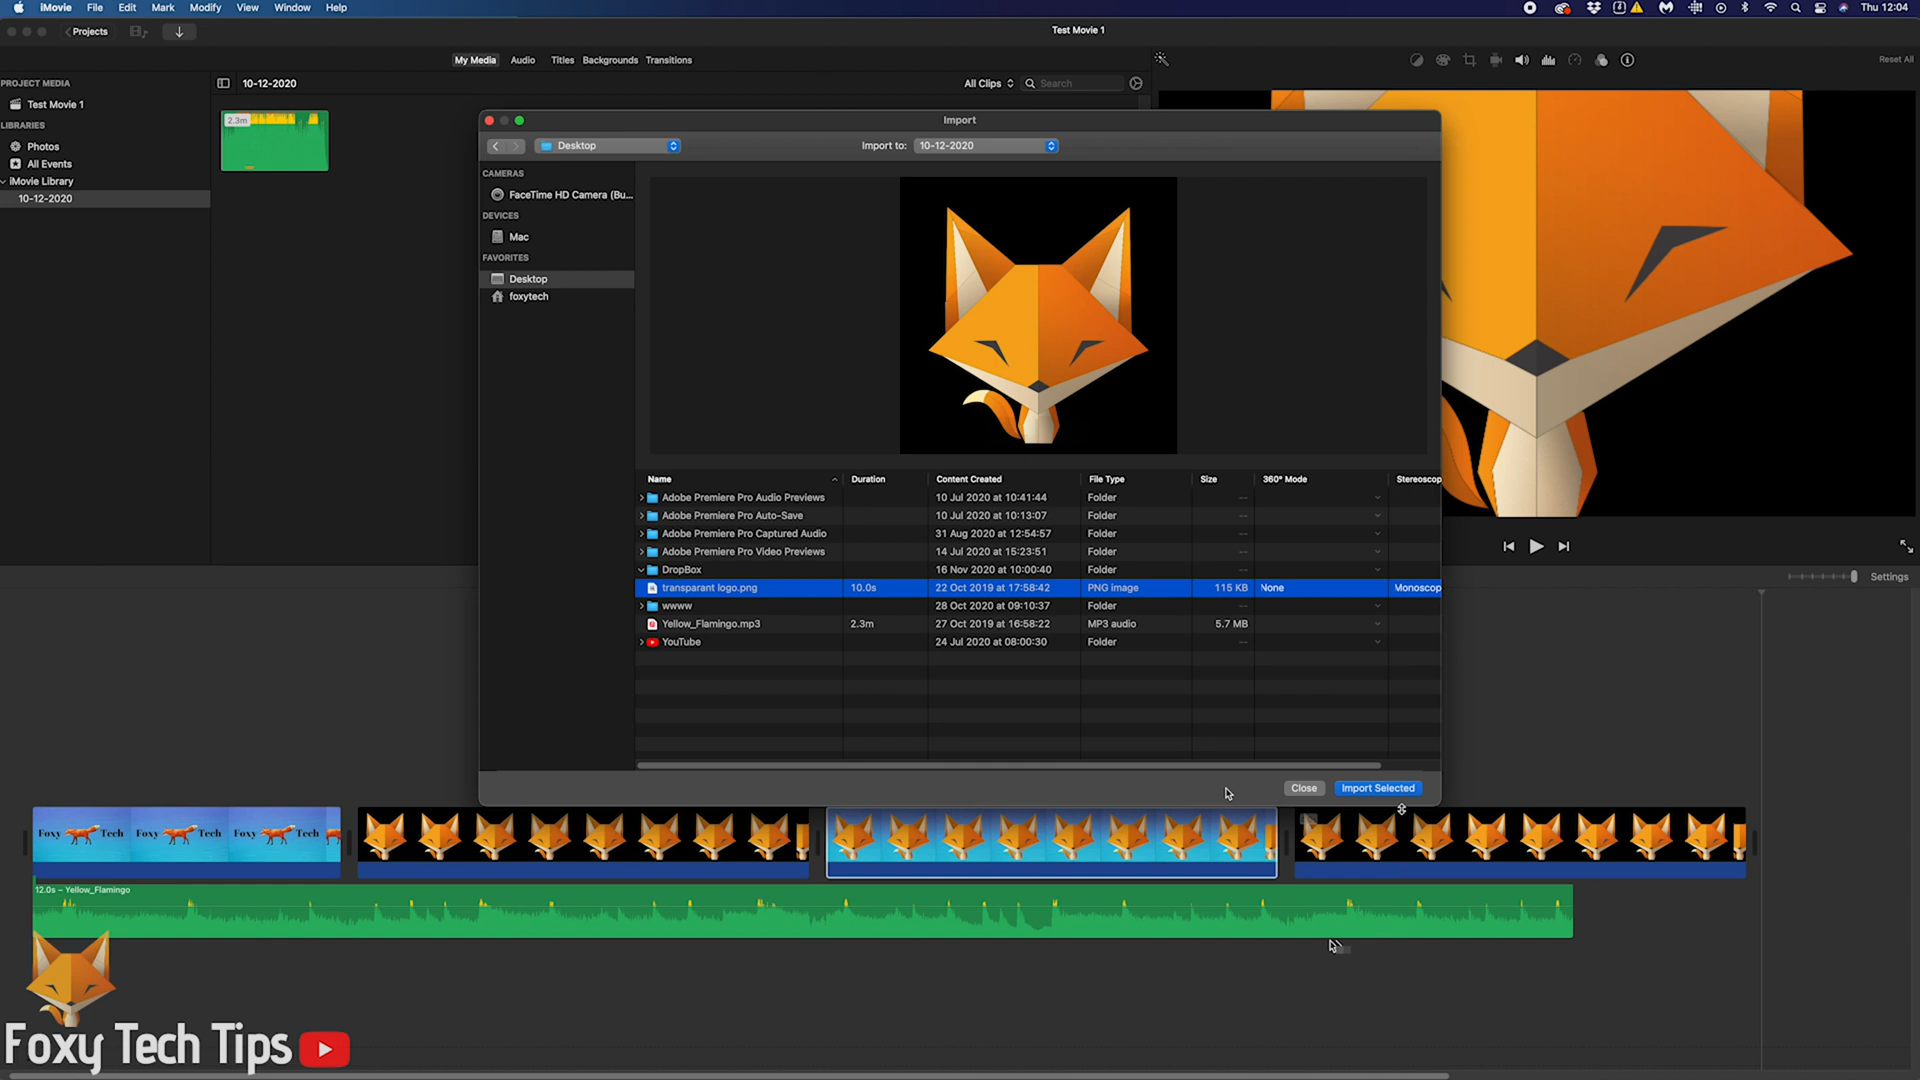 iMovie File Edit Mark Modify View Window Help Thu 12:04
Projects Test Movie 1
My Media Audio Titles Backgrounds Transitions Reset All
PROJECT MEDIA
Test Movie 1
LIBRARIES
Photos
All Events
iMovie Library
10-12-2020
10-12-2020 All Clips Search
2.3m
Import
Desktop Import to: 10-12-2020
CAMERAS
FaceTime HD Camera (Bu...
DEVICES
Mac
FAVORITES
Desktop
foxytech
Name Duration Content Created File Type Size 360° Mode Stereoscop
Adobe Premiere Pro Audio Previews 10 Jul 2020 at 10:41:44 Folder --
Adobe Premiere Pro Auto-Save 10 Jul 2020 at 10:13:07 Folder --
Adobe Premiere Pro Captured Audio 31 Aug 2020 at 12:54:57 Folder --
Adobe Premiere Pro Video Previews 14 Jul 2020 at 15:23:51 Folder --
DropBox 16 Nov 2020 at 10:00:40 Folder --
transparant logo.png 10.0s 22 Oct 2019 at 17:58:42 PNG image 115 KB None Monoscop
wwww 28 Oct 2020 at 09:10:37 Folder --
Yellow_Flamingo.mp3 2.3m 27 Oct 2019 at 16:58:22 MP3 audio 5.7 MB
YouTube 24 Jul 2020 at 08:00:30 Folder --
Close Import Selected
Settings
Foxy Tech Foxy Tech Foxy Tech
12.0s – Yellow_Flamingo
Foxy Tech Tips